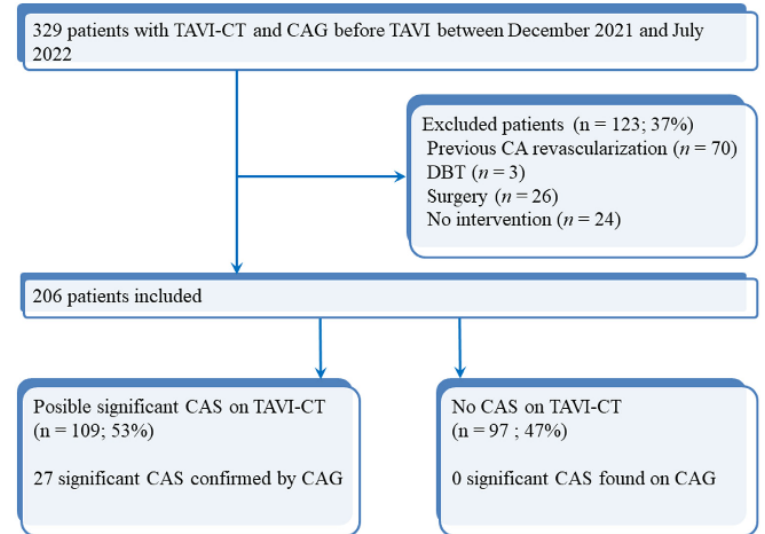 329 patients with TAVI-CT and CAG before TAVI between December 2021 and July
2022
Excluded patients (n = 123; 37%)
Previous CA revascularization (n = 70)
DBT (n = 3)
Surgery (n = 26)
No intervention (n = 24)
206 patients included
Posible significant CAS on TAVI-CT
(n = 109; 53%)
27 significant CAS confirmed by CAG
No CAS on TAVI-CT
(n = 97 ; 47%)
0 significant CAS found on CAG